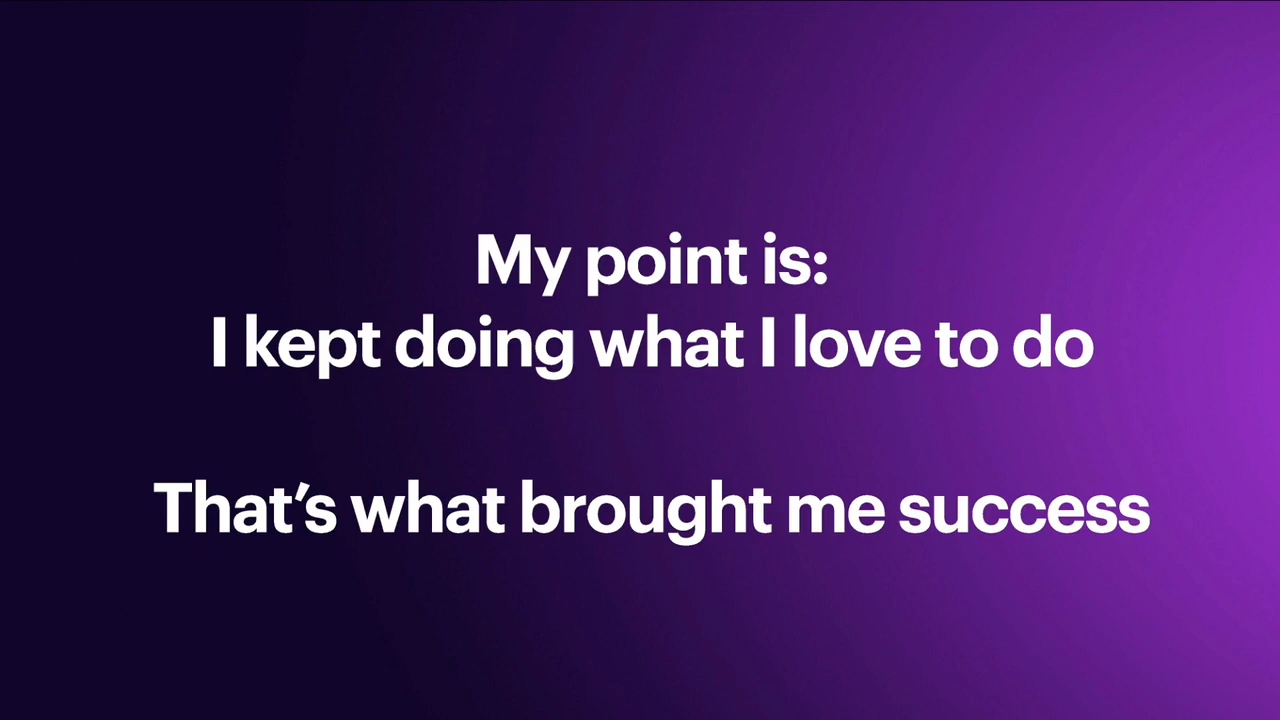 My point is:
I kept doing what I love to do
That’s what brought me success